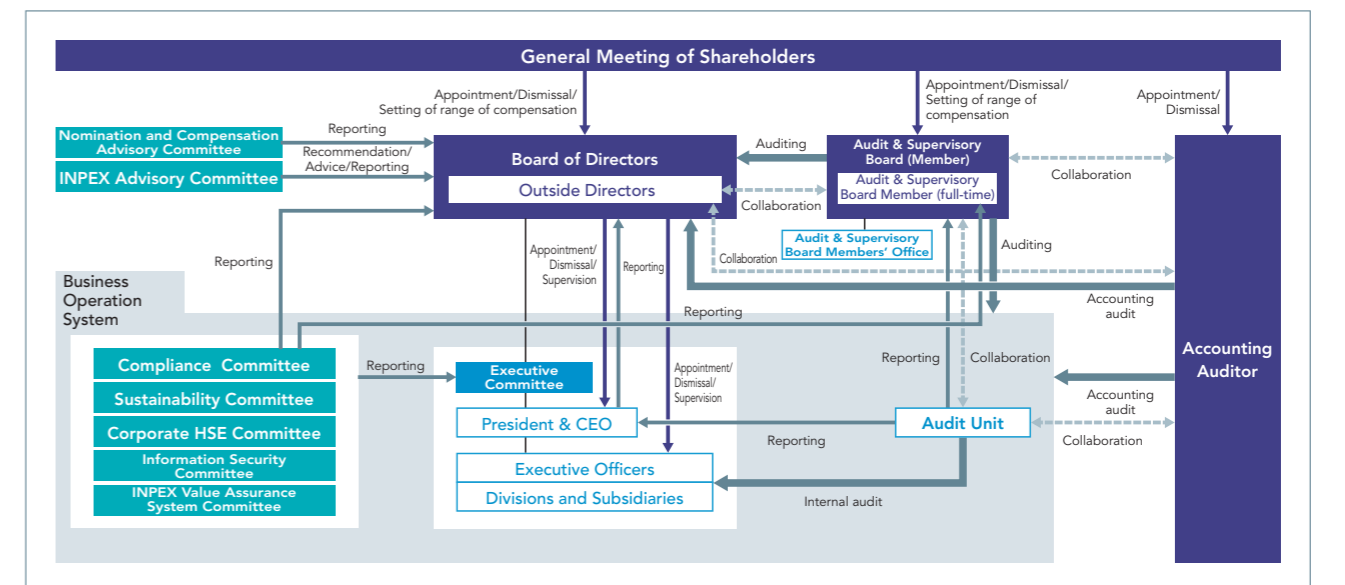 General Meeting of Shareholders
Appointment/Dismissal/
Setting of range of compensation
Appointment/Dismissal/
Setting of range of
compensation
Appointment/
Dismissal
Nomination and Compensation
Advisory Committee
Reporting
INPEX Advisory Committee
Recommendation/
Advice/Reporting
Board of Directors
Outside Directors
Auditing
Audit & Supervisory
Board (Member)
Audit & Supervisory
Board Member (full-time)
Collaboration
Collaboration
Audit & Supervisory
Board Members' Office
Auditing
Reporting
Appointment/
Dismissal/
Supervision
Reporting
Collaboration
Accounting
audit
Business
Operation
System
Reporting
Accounting
Auditor
Compliance Committee
Sustainability Committee
Corporate HSE Committee
Information Security
Committee
INPEX Value Assurance
System Committee
Reporting
Executive
Committee
Appointment/
Dismissal/
Supervision
Reporting
Collaboration
Accounting
audit
President & CEO
Reporting
Audit Unit
Collaboration
Executive Officers
Divisions and Subsidiaries
Internal audit